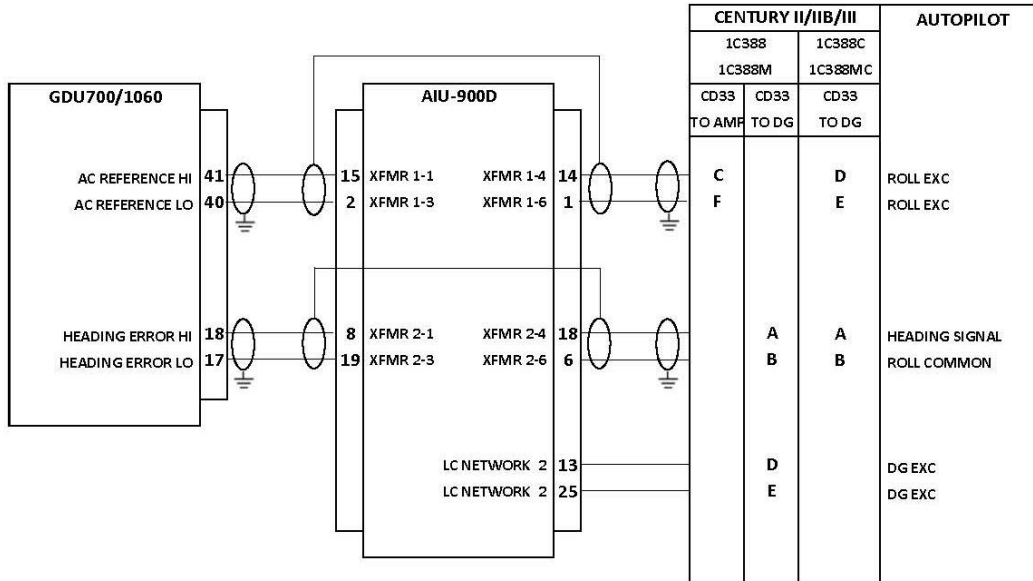 CENTURY II/IIB/III AUTOPILOT
1C388 1C388C
1C388M 1C388MC
GDU700/1060 AIU-900D CD33 CD33 CD33
TO AMP TO DG TO DG
AC REFERENCE HI 41 15 XFMR 1-1 XFMR 1-4 14 C D ROLL EXC
AC REFERENCE LO 40 2 XFMR 1-3 XFMR 1-6 1 F E ROLL EXC
HEADING ERROR HI 18 8 XFMR 2-1 XFMR 2-4 18 A A HEADING SIGNAL
HEADING ERROR LO 17 19 XFMR 2-3 XFMR 2-6 6 B B ROLL COMMON
LC NETWORK 2 13 D DG EXC
LC NETWORK 2 25 E DG EXC